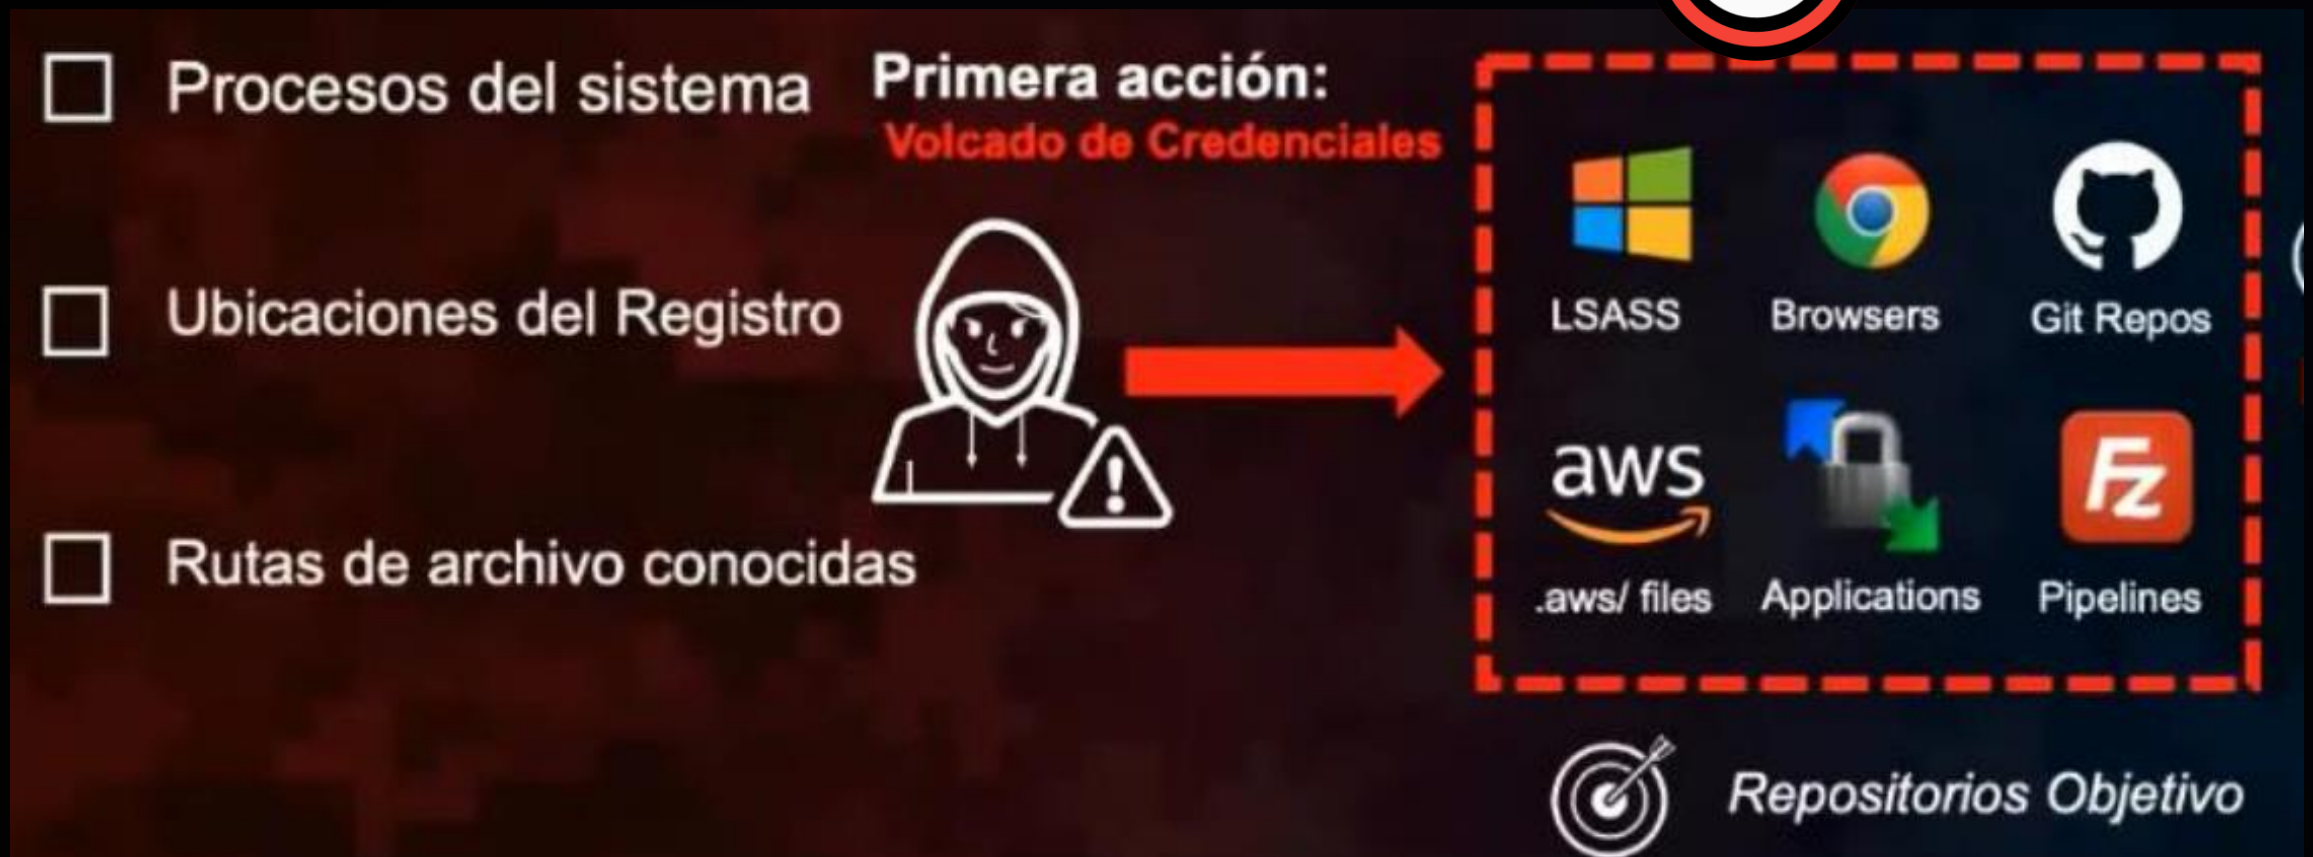 Procesos del sistema
Ubicaciones del Registro
Rutas de archivo conocidas
Primera acción:
Volcado de Credenciales
LSASS
Browsers
Git Repos
aws
.aws/ files
Applications
Fz
Pipelines
Repositorios Objetivo